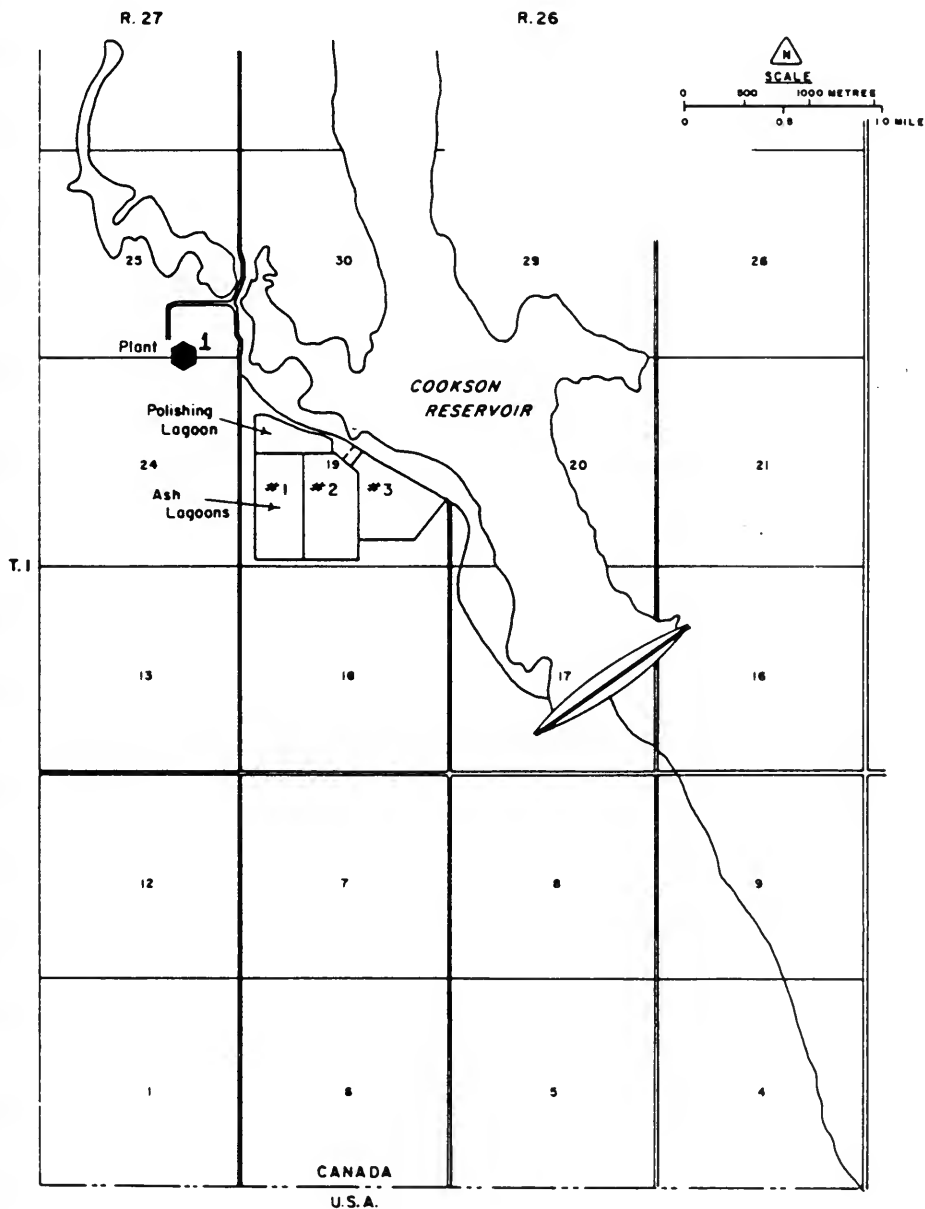 R. 27
R. 26
N
SCALE
0 500 1000 METRES
0 0.5 1.0 MILE
25
30
29
28
Plant
1
COOKSON
RESERVOIR
Polishing
Lagoon
24
19
20
21
#1
#2
#3
Ash
Lagoons
T. I
13
18
17
16
12
7
8
9
1
6
5
4
CANADA
U.S.A.